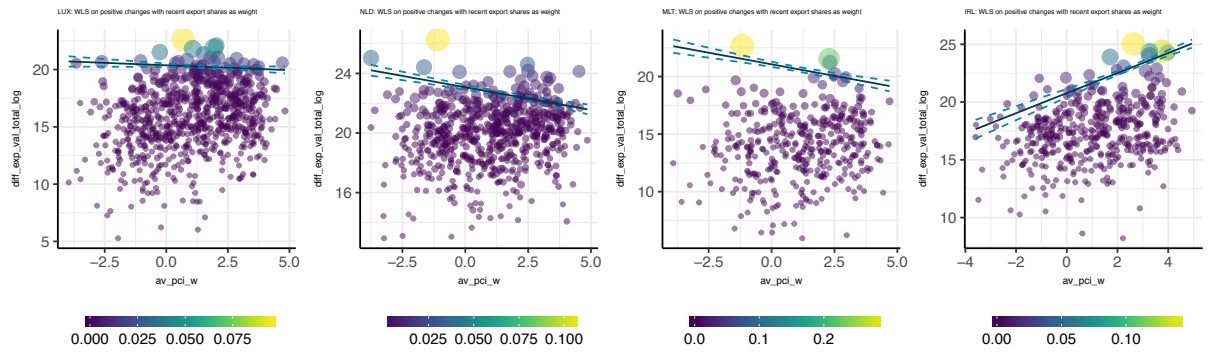 LUX: WLS on positive changes with recent export shares as weight
20
15
10
5
diff_exp_val_total_log
−2.5 0.0 2.5 5.0
av_pci_w
0.000 0.025 0.050 0.075
NLD: WLS on positive changes with recent export shares as weight
24
20
16
diff_exp_val_total_log
−2.5 0.0 2.5 5.0
av_pci_w
0.025 0.050 0.075 0.100
MLT: WLS on positive changes with recent export shares as weight
25
20
15
10
diff_exp_val_total_log
−2.5 0.0 2.5 5.0
av_pci_w
0.0 0.1 0.2
IRL: WLS on positive changes with recent export shares as weight
25
20
15
10
diff_exp_val_total_log
−4 −2 0 2 4
av_pci_w
0.00 0.05 0.10